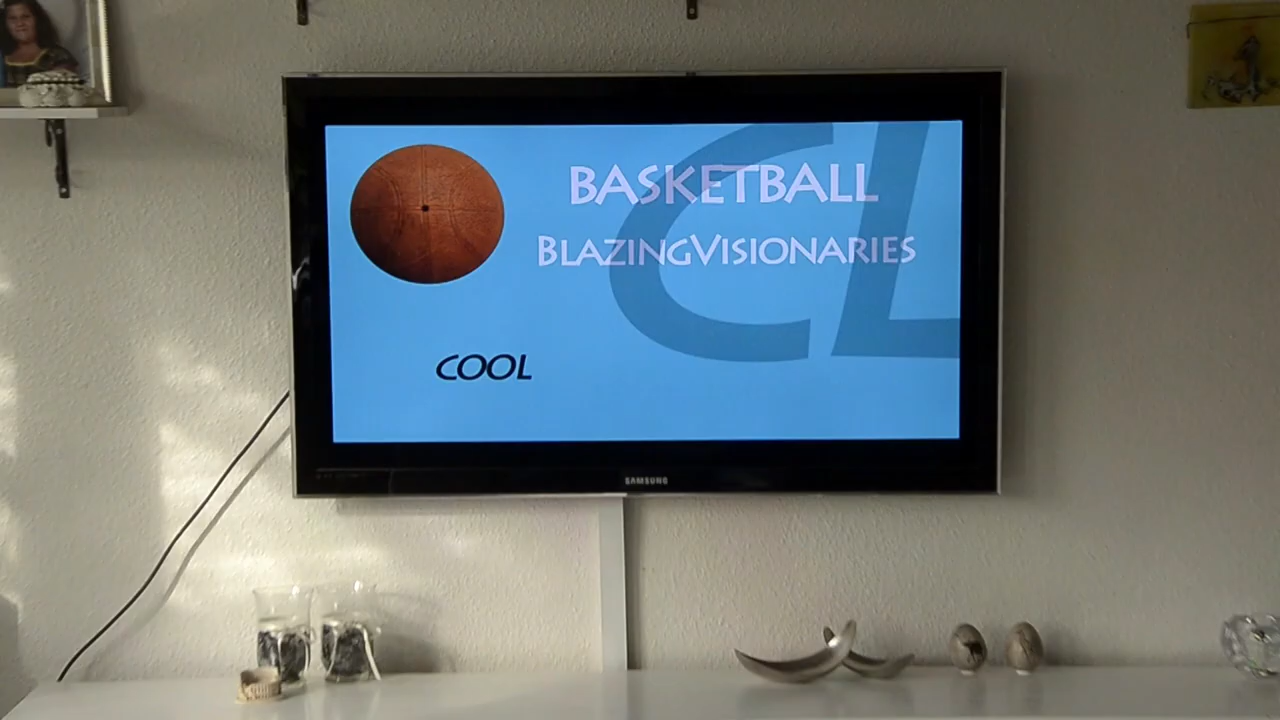 CL
BASKETBALL
BLAZINGVISIONARIES
COOL
SAMSUNG